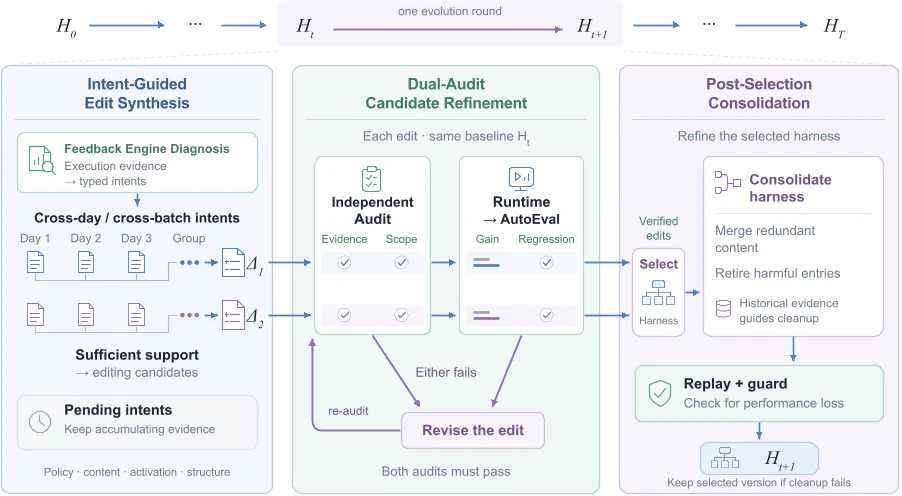 one evolution round
H0 ··· Ht Ht+1 ··· HT
Intent-Guided
Edit Synthesis
Feedback Engine Diagnosis
Execution evidence
→ typed intents
Cross-day / cross-batch intents
Day 1 Day 2 Day 3 Group
Δ1
Δ2
Sufficient support
→ editing candidates
Pending intents
Keep accumulating evidence
Policy · content · activation · structure
Dual-Audit
Candidate Refinement
Each edit · same baseline Ht
Independent
Audit
Evidence Scope
Runtime
→ AutoEval
Gain Regression
Either fails
re-audit
Revise the edit
Both audits must pass
Post-Selection
Consolidation
Refine the selected harness
Verified
edits
Select
Harness
Consolidate
harness
Merge redundant
content
Retire harmful entries
Historical evidence
guides cleanup
Replay + guard
Check for performance loss
Ht+1
Keep selected version if cleanup fails